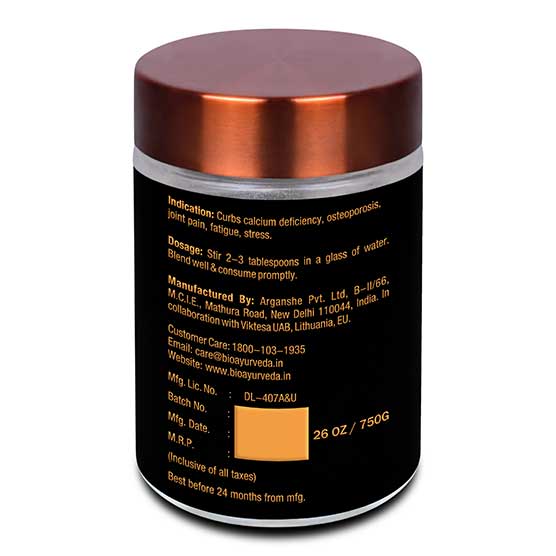 Indication: Curbs calcium deficiency, osteoporosis,
joint pain, fatigue, stress.
Dosage: Stir 2-3 tablespoons in a glass of water.
Blend well & consume promptly.
Manufactured By: Arganshe Pvt. Ltd, B-II/66,
M.C.I.E., Mathura Road, New Delhi 110044, India. In
collaboration with Viktesa UAB, Lithuania, EU.
Customer Care: 1800-103-1935
Email: care@bioayurveda.in
Website: www.bioayurveda.in
Mfg. Lic. No. : DL-407A&U
Batch No. :
Mfg. Date. :
M.R.P. :
26 OZ / 750G
(Inclusive of all taxes)
Best before 24 months from mfg.